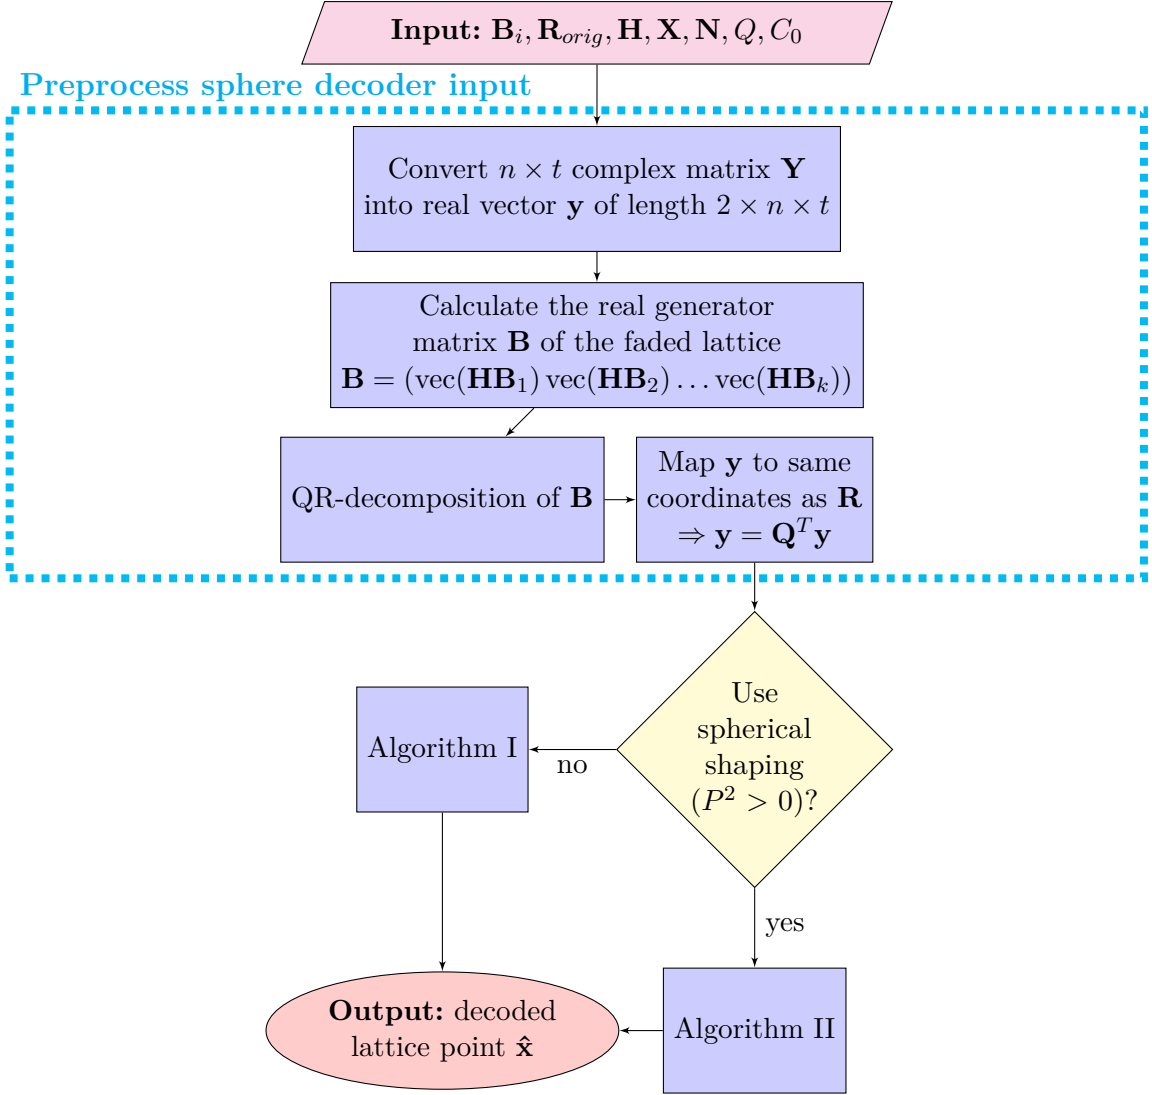 Input: B_i, R_{orig}, H, X, N, Q, C_0
Preprocess sphere decoder input
Convert n × t complex matrix Y
into real vector y of length 2 × n × t
Calculate the real generator
matrix B of the faded lattice
B = (vec(HB_1) vec(HB_2) … vec(HB_k))
QR-decomposition of B
Map y to same
coordinates as R
⇒ y = Q^T y
Use
spherical
shaping
(P^2 > 0)?
no
Algorithm I
yes
Algorithm II
Output: decoded
lattice point x̂